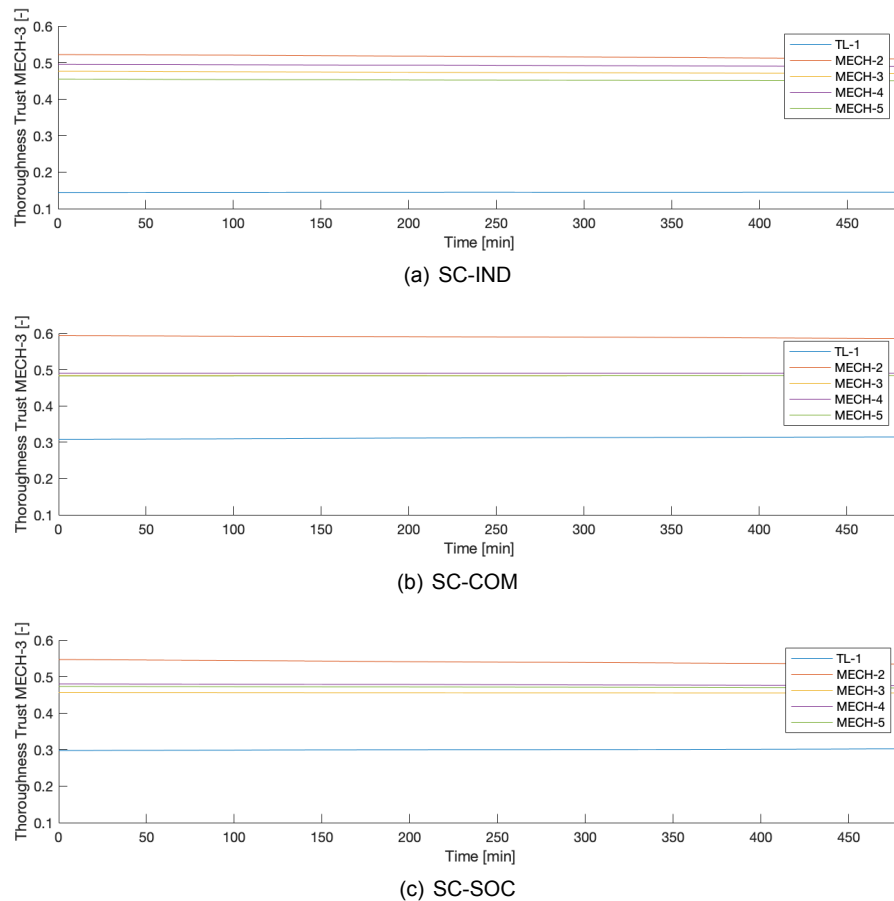 Thoroughness Trust MECH-3 [-]
0.6
0.5
0.4
0.3
0.2
0.1
0 50 100 150 200 250 300 350 400 450
Time [min]
TL-1
MECH-2
MECH-3
MECH-4
MECH-5
(a) SC-IND
Thoroughness Trust MECH-3 [-]
0.6
0.5
0.4
0.3
0.2
0.1
0 50 100 150 200 250 300 350 400 450
Time [min]
TL-1
MECH-2
MECH-3
MECH-4
MECH-5
(b) SC-COM
Thoroughness Trust MECH-3 [-]
0.6
0.5
0.4
0.3
0.2
0.1
0 50 100 150 200 250 300 350 400 450
Time [min]
TL-1
MECH-2
MECH-3
MECH-4
MECH-5
(c) SC-SOC